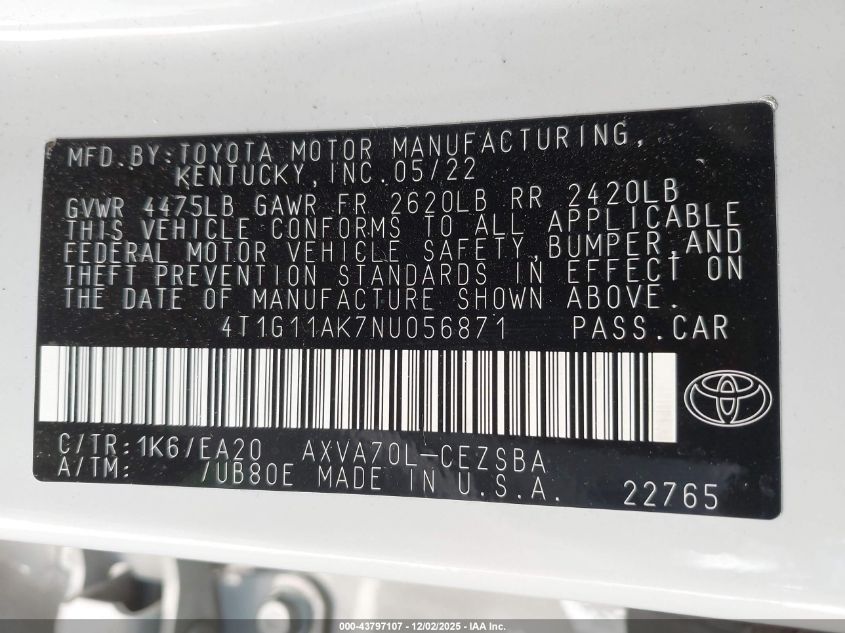 MFD. BY: TOYOTA MOTOR MANUFACTURING,
KENTUCKY, INC. 05/22
GVWR 4475LB GAWR FR 2620LB RR 2420LB
THIS VEHICLE CONFORMS TO ALL APPLICABLE
FEDERAL MOTOR VEHICLE SAFETY, BUMPER, AND
THEFT PREVENTION STANDARDS IN EFFECT ON
THE DATE OF MANUFACTURE SHOWN ABOVE.
4T1G11AK7NU056871 PASS. CAR
C/TR: 1K6/EA20 AXVA70L-CEZSBA
A/TM: /UB80E MADE IN U.S.A. 22765
000-43797107 - 12/02/2025 - IAA Inc.